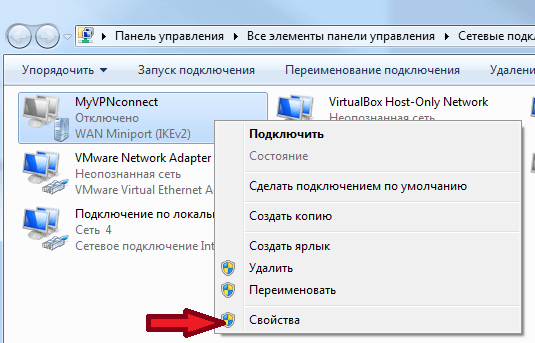 Панель управления ▸ Все элементы панели управления ▸ Сетевые подк
Упорядочить Запуск подключения Переименование подключения Удалени
MyVPNconnect
Отключено
WAN Miniport (IKEv2)
VirtualBox Host-Only Network
Неопознанная сеть
VMware Network Adapter
Неопознанная сеть
VMware Virtual Ethernet A
Подключение по локаль
Сеть 4
Сетевое подключение Int
Подключить
Состояние
Сделать подключением по умолчанию
Создать копию
Создать ярлык
Удалить
Переименовать
Свойства